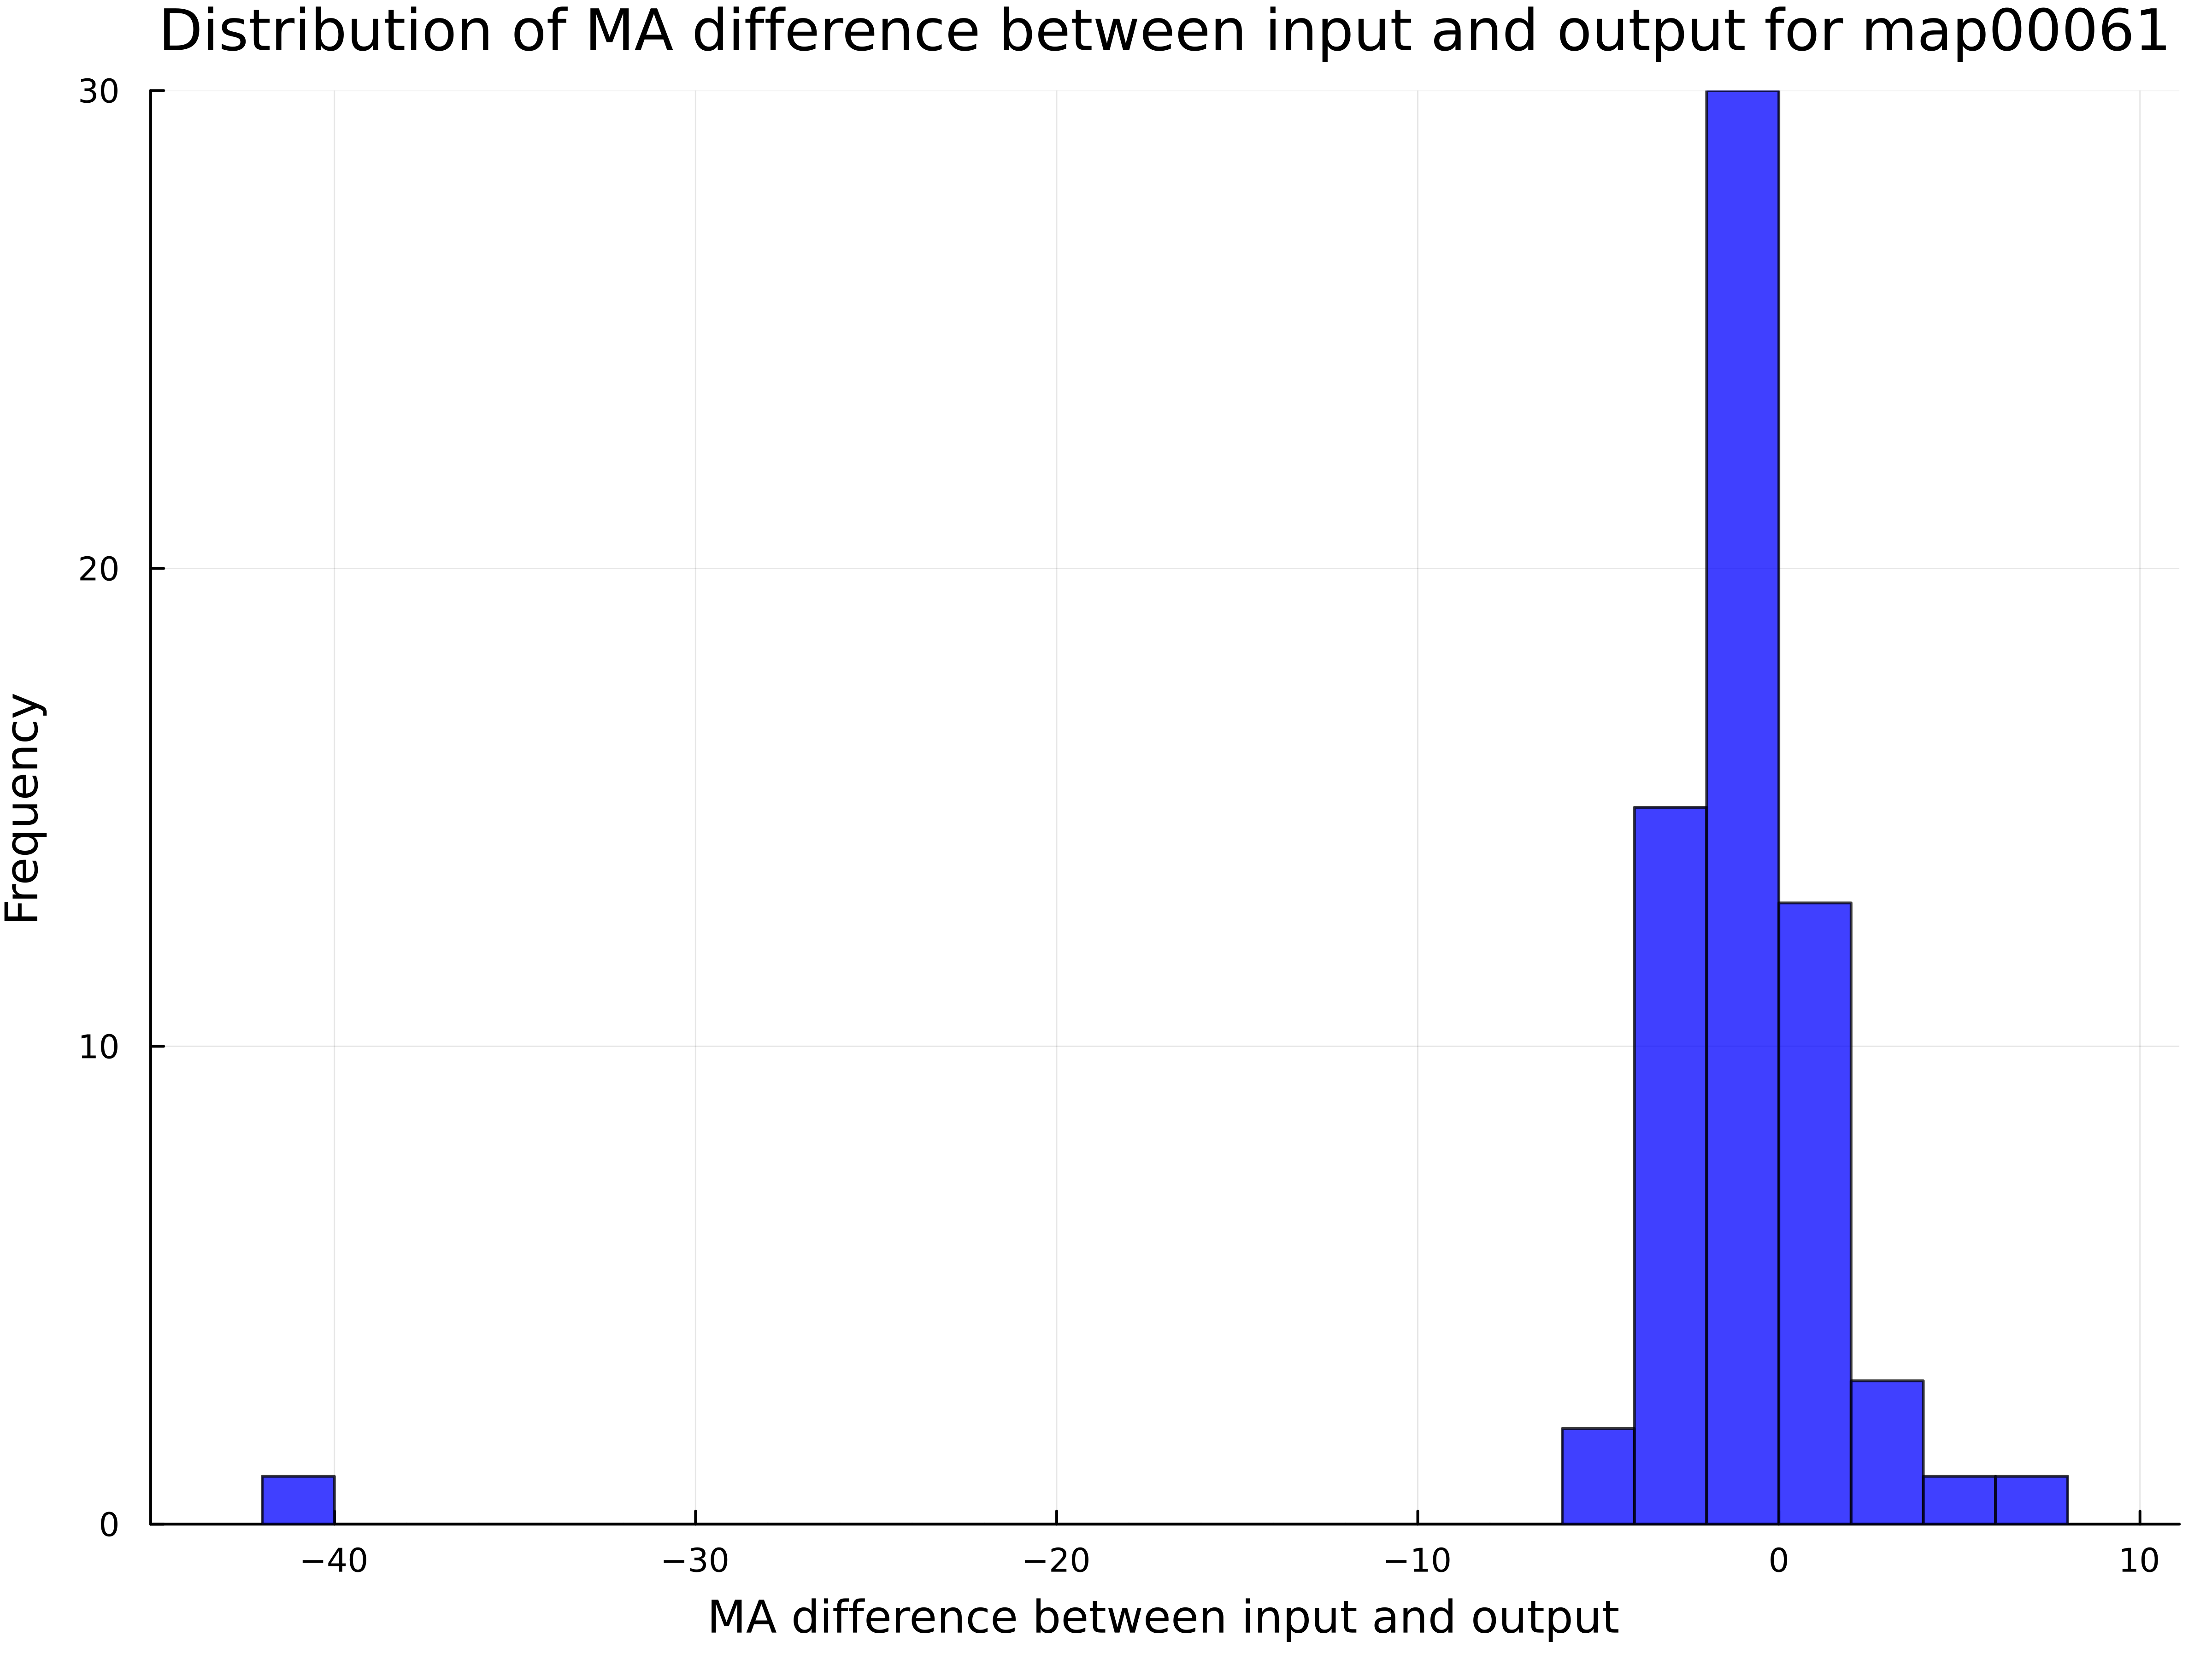 Distribution of MA difference between input and output for map00061
30
20
10
0
Frequency
−40 −30 −20 −10 0 10
MA difference between input and output